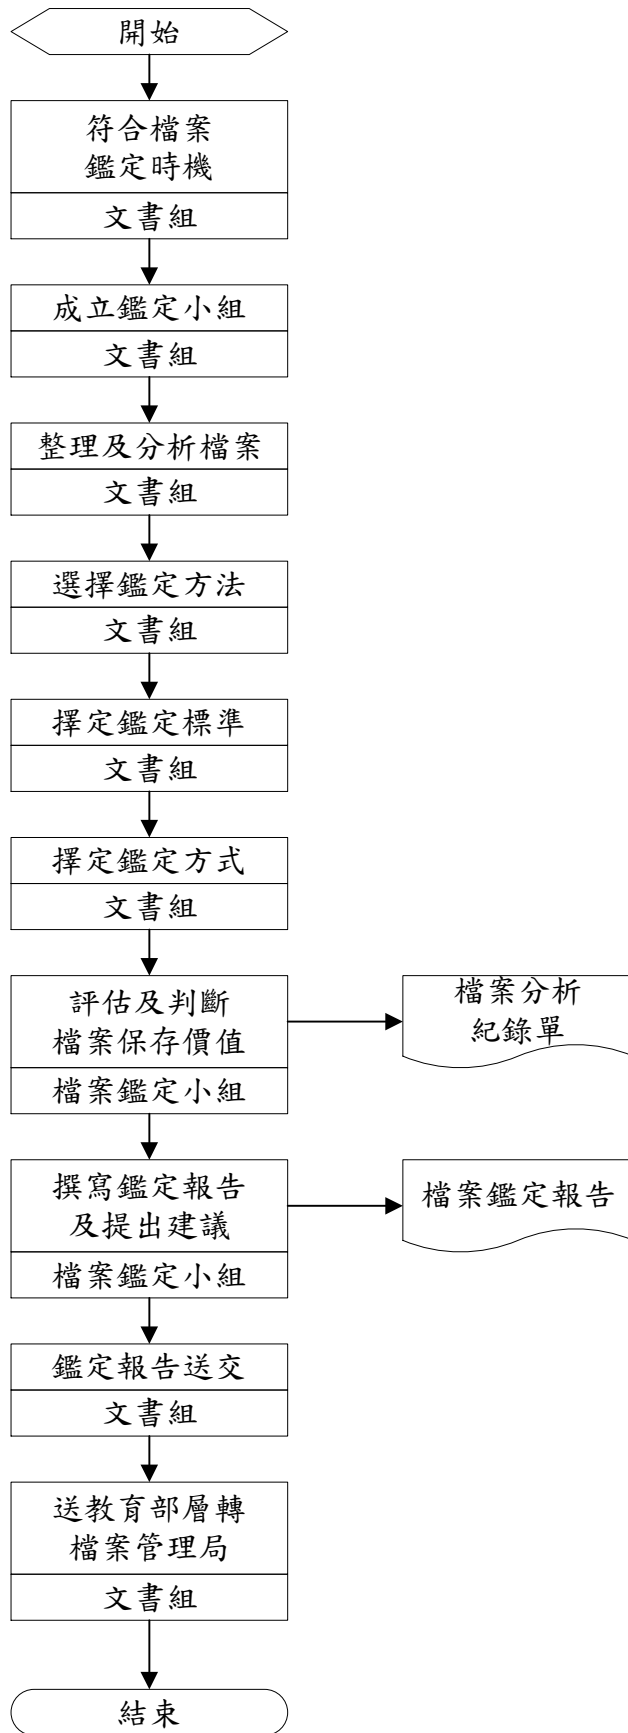 開始
符合檔案
鑑定時機
文書組
成立鑑定小組
文書組
整理及分析檔案
文書組
選擇鑑定方法
文書組
擇定鑑定標準
文書組
擇定鑑定方式
文書組
評估及判斷
檔案保存價值
檔案鑑定小組
檔案分析
紀錄單
撰寫鑑定報告
及提出建議
檔案鑑定小組
檔案鑑定報告
鑑定報告送交
文書組
送教育部層轉
檔案管理局
文書組
結束